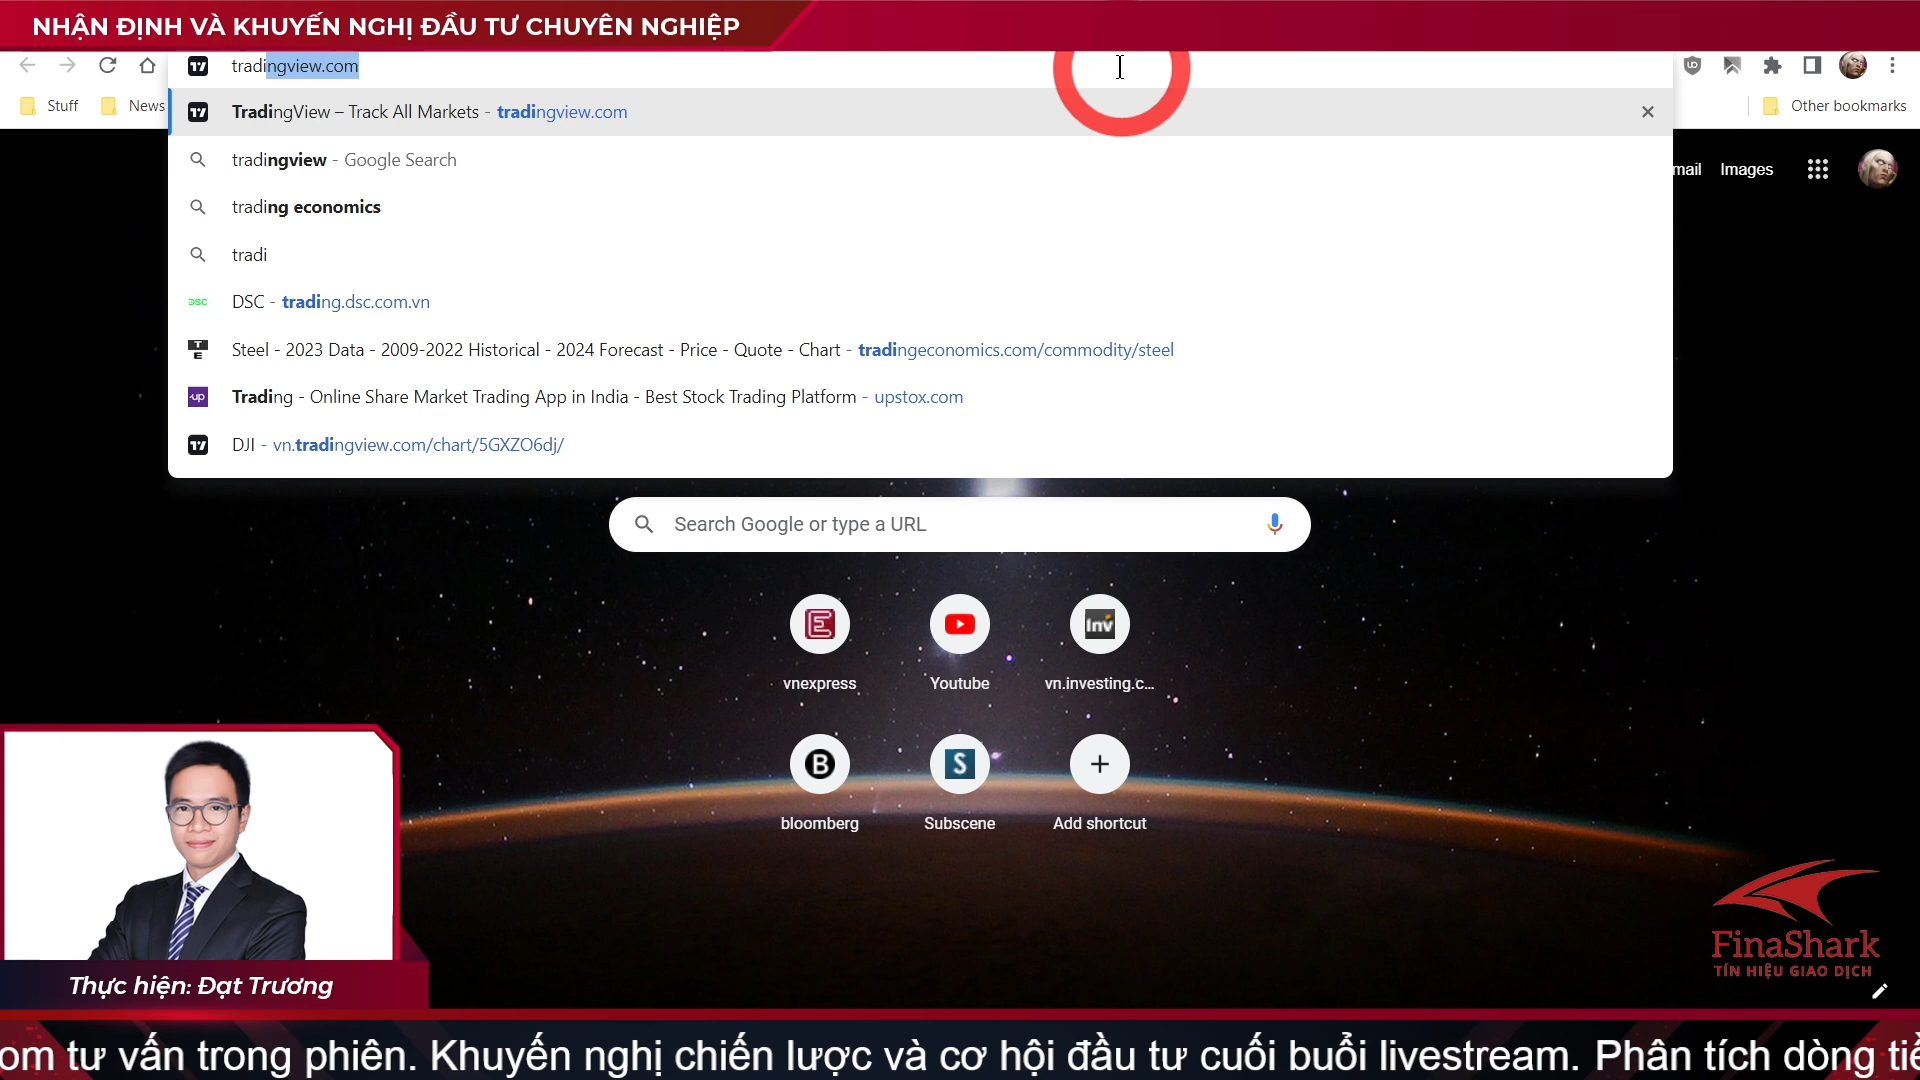 NHẬN ĐỊNH VÀ KHUYẾN NGHỊ ĐẦU TƯ CHUYÊN NGHIỆP
tradingview.com
Stuff
News
TradingView – Track All Markets - tradingview.com
Other bookmarks
tradingview - Google Search
mail
Images
trading economics
tradi
DSC - trading.dsc.com.vn
Steel - 2023 Data - 2009-2022 Historical - 2024 Forecast - Price - Quote - Chart - tradingeconomics.com/commodity/steel
Trading - Online Share Market Trading App in India - Best Stock Trading Platform - upstox.com
DJI - vn.tradingview.com/chart/5GXZO6dj/
Search Google or type a URL
vnexpress
Youtube
vn.investing.c...
bloomberg
Subscene
Add shortcut
FinaShark
TÍN HIỆU GIAO DỊCH
Thực hiện: Đạt Trương
om tư vấn trong phiên. Khuyến nghị chiến lược và cơ hội đầu tư cuối buổi livestream. Phân tích dòng tiề